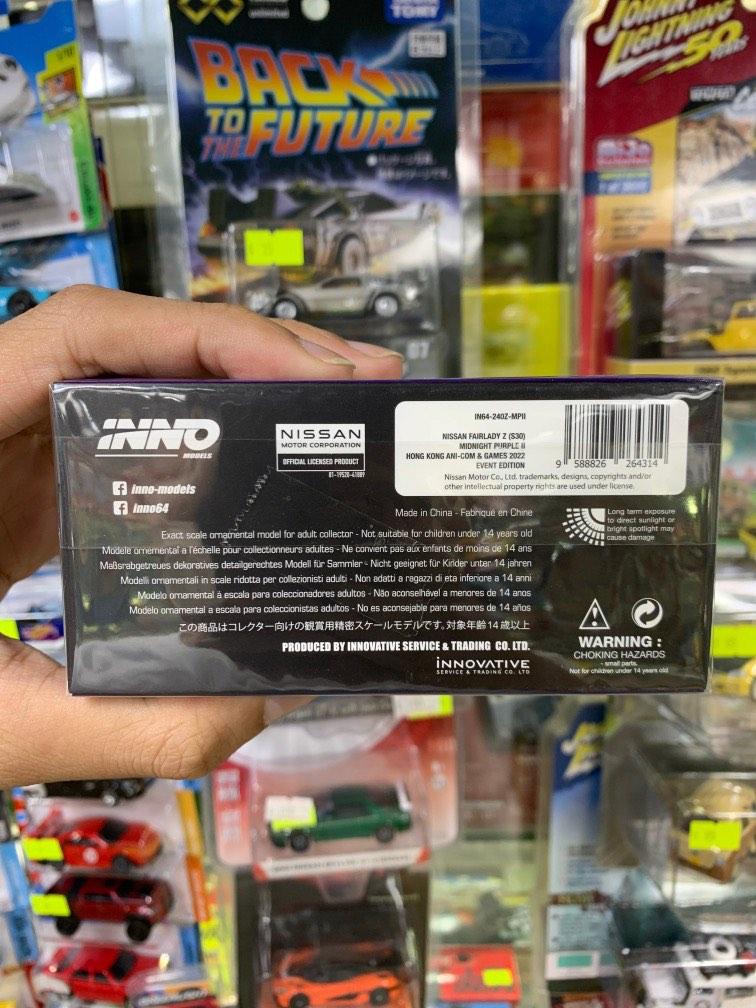 BACK
TO
THE FUTURE
TOMY
JOHNNY
LIGHTNING
50
YEARS
07
INNO
MODELS
inno-models
inno64
NISSAN
MOTOR CORPORATION
OFFICIAL LICENSED PRODUCT
01-19520-41889
IN64-240Z-MPII
NISSAN FAIRLADY Z (S30)
MIDNIGHT PURPLE II
HONG KONG ANI-COM & GAMES 2022
EVENT EDITION
9 588826 264314
Nissan Motor Co., Ltd. trademarks, designs, copyrights and/or
other intellectual property rights are used under license.
Made in China - Fabriqué en Chine
Long term exposure
to direct sunlight or
bright spotlight may
cause damage
Exact scale ornamental model for adult collector - Not suitable for children under 14 years old
Modele ornemental a l'échelle pour collectionneurs adultes - Ne convient pas aux enfants de moins de 14 ans
Maßsrabgetreues dekoratives detailgerechtes Modell für Sammler - Nicht geeignet für Kirider unter 14 jahren
Modelli ornamentali in scale ridotta per collezionisti adulti - Non adatti a ragazzi di eta inferiore a 14 anni
Modelo ornamental à escala para colecionadores adultos - Não aconselhável a menores de 14 anos
Modelo ornamental a escala para coleccionistas adultos - No es aconsejable para menores de 14 años
この商品はコレクター向けの観賞用精密スケールモデルです。対象年齢14歳以上
PRODUCED BY INNOVATIVE SERVICE & TRADING CO. LTD.
INNOVATIVE
SERVICE & TRADING CO. LTD
WARNING :
CHOKING HAZARDS
- small parts.
Not for children under 14 years old